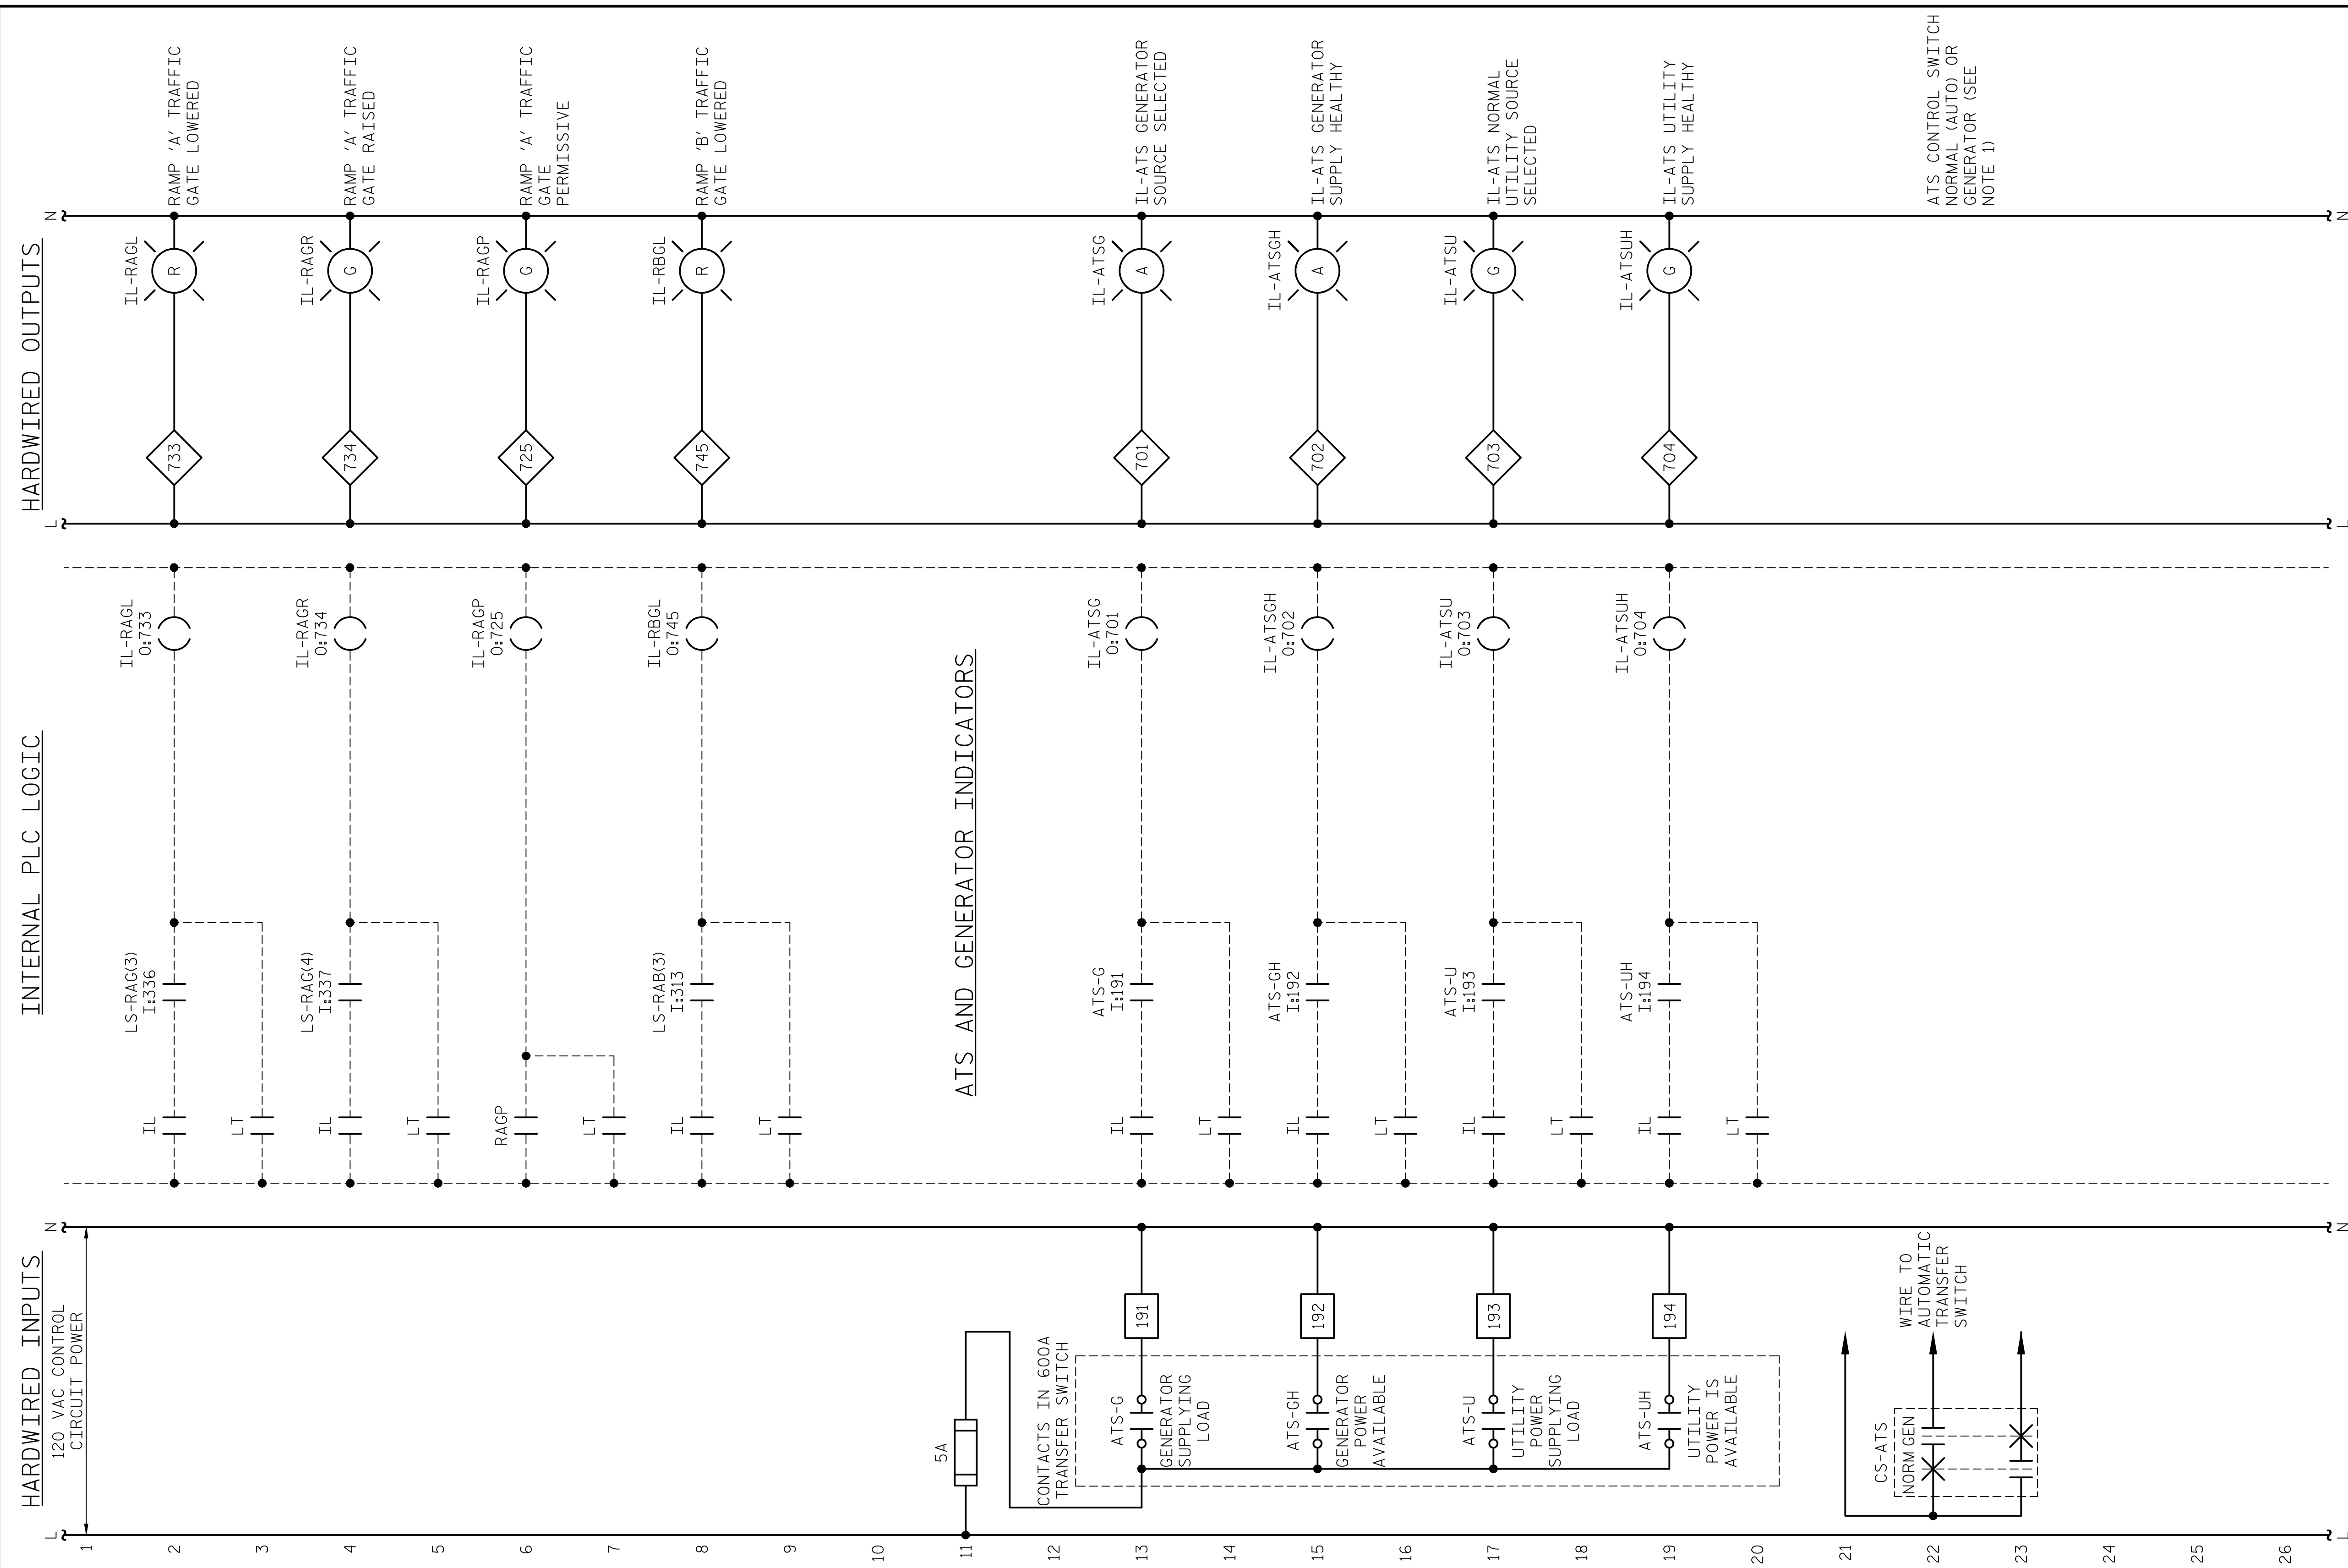 HARDWIRED INPUTS
INTERNAL PLC LOGIC
HARDWIRED OUTPUTS
L
N
L
N
120 VAC CONTROL
CIRCUIT POWER
1
2
IL
LS-RAG(3)
I:336
IL-RAGL
O:733
733
IL-RAGL
R
RAMP 'A' TRAFFIC
GATE LOWERED
3
LT
4
IL
LS-RAG(4)
I:337
IL-RAGR
O:734
734
IL-RAGR
G
RAMP 'A' TRAFFIC
GATE RAISED
5
LT
6
RAGP
IL-RAGP
O:725
725
IL-RAGP
G
RAMP 'A' TRAFFIC
GATE
PERMISSIVE
7
LT
8
IL
LS-RAB(3)
I:313
IL-RBGL
O:745
745
IL-RBGL
R
RAMP 'B' TRAFFIC
GATE LOWERED
9
LT
10
11
5A
ATS AND GENERATOR INDICATORS
12
CONTACTS IN 600A
TRANSFER SWITCH
13
ATS-G
GENERATOR
SUPPLYING
LOAD
191
IL
ATS-G
I:191
IL-ATSG
O:701
701
IL-ATSG
A
IL-ATS GENERATOR
SOURCE SELECTED
14
LT
15
ATS-GH
GENERATOR
POWER
AVAILABLE
192
IL
ATS-GH
I:192
IL-ATSGH
O:702
702
IL-ATSGH
A
IL-ATS GENERATOR
SUPPLY HEALTHY
16
LT
17
ATS-U
UTILITY
POWER
SUPPLYING
LOAD
193
IL
ATS-U
I:193
IL-ATSU
O:703
703
IL-ATSU
G
IL-ATS NORMAL
UTILITY SOURCE
SELECTED
18
LT
19
ATS-UH
UTILITY
POWER IS
AVAILABLE
194
IL
ATS-UH
I:194
IL-ATSUH
O:704
704
IL-ATSUH
G
IL-ATS UTILITY
SUPPLY HEALTHY
20
LT
21
22
CS-ATS
NORM GEN
WIRE TO
AUTOMATIC
TRANSFER
SWITCH
ATS CONTROL SWITCH
NORMAL (AUTO) OR
GENERATOR (SEE
NOTE 1)
23
24
25
26
L
N
L
N